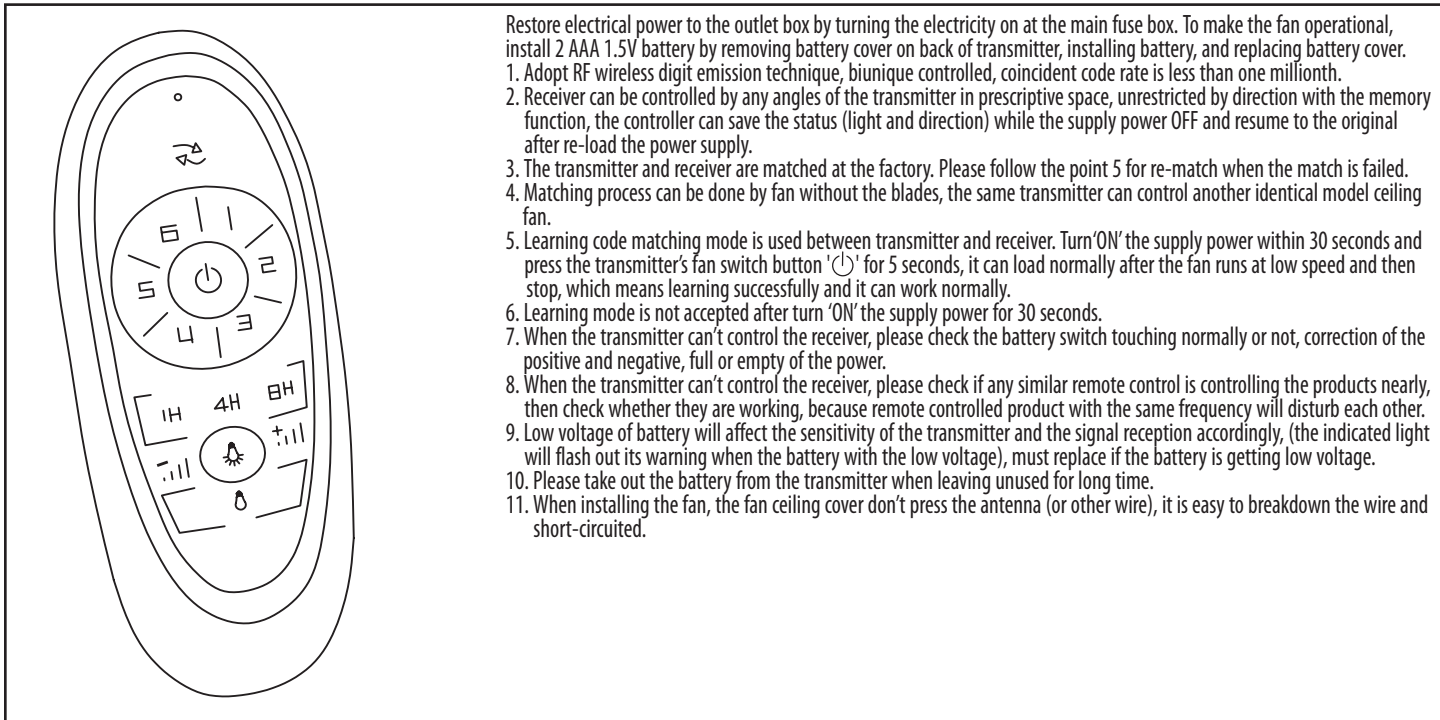 Restore electrical power to the outlet box by turning the electricity on at the main fuse box. To make the fan operational,
install 2 AAA 1.5V battery by removing battery cover on back of transmitter, installing battery, and replacing battery cover.
1. Adopt RF wireless digit emission technique, biunique controlled, coincident code rate is less than one millionth.
2. Receiver can be controlled by any angles of the transmitter in prescriptive space, unrestricted by direction with the memory
function, the controller can save the status (light and direction) while the supply power OFF and resume to the original
after re-load the power supply.
3. The transmitter and receiver are matched at the factory. Please follow the point 5 for re-match when the match is failed.
4. Matching process can be done by fan without the blades, the same transmitter can control another identical model ceiling
fan.
5. Learning code matching mode is used between transmitter and receiver. Turn‘ON’ the supply power within 30 seconds and
press the transmitter’s fan switch button '⏻' for 5 seconds, it can load normally after the fan runs at low speed and then
stop, which means learning successfully and it can work normally.
6. Learning mode is not accepted after turn ‘ON’ the supply power for 30 seconds.
7. When the transmitter can’t control the receiver, please check the battery switch touching normally or not, correction of the
positive and negative, full or empty of the power.
8. When the transmitter can’t control the receiver, please check if any similar remote control is controlling the products nearly,
then check whether they are working, because remote controlled product with the same frequency will disturb each other.
9. Low voltage of battery will affect the sensitivity of the transmitter and the signal reception accordingly, (the indicated light
will flash out its warning when the battery with the low voltage), must replace if the battery is getting low voltage.
10. Please take out the battery from the transmitter when leaving unused for long time.
11. When installing the fan, the fan ceiling cover don’t press the antenna (or other wire), it is easy to breakdown the wire and
short-circuited.
6 1
5 2
4 3
1H 4H 8H
- +